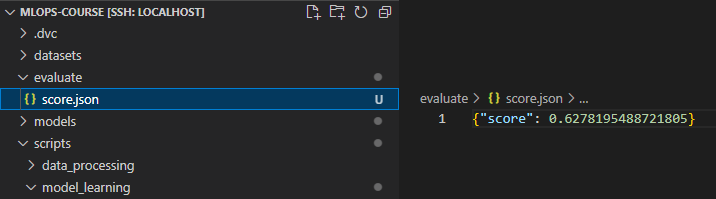 MLOPS-COURSE [SSH: LOCALHOST]
.dvc
datasets
evaluate
{} score.json U
models
scripts
data_processing
model_learning
evaluate > {} score.json > ...
1 {"score": 0.6278195488721805}